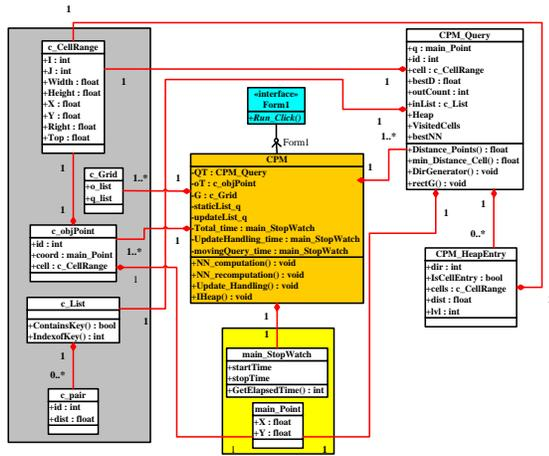 1
c_CellRange
+I : int
+J : int
+Width : float
+Height : float
+X : float
+Y : float
+Right : float
+Top : float
1
1
c_Grid
+o_list
+q_list
1..*
1
c_objPoint
+id : int
+coord : main_Point
+cell : c_CellRange
1..*
1
c_List
+ContainsKey() : bool
+IndexofKey() : int
1
1
0..*
c_pair
+id : int
+dist : float
«interface»
Form1
+Run_Click()
Form1
CPM
-QT : CPM_Query
-oT : c_objPoint
-G : c_Grid
-staticList_q
-updateList_q
-Total_time : main_StopWatch
-UpdateHandling_time : main_StopWatch
-movingQuery_time : main_StopWatch
+NN_computation() : void
+NN_recomputation() : void
+Update_Handling() : void
+IHeap() : void
1
1
1
1
main_StopWatch
+startTime
+stopTime
+GetElapsedTime() : int
main_Point
+X : float
+Y : float
1
1
CPM_Query
+q : main_Point
+id : int
+cell : c_CellRange
+bestD : float
+outCount : int
+inList : c_List
+Heap
+VisitedCells
+bestNN
+Distance_Points() : float
+min_Distance_Cell() : float
+DirGenerator() : void
+rectG() : void
1
1
1..*
1
1
0..*
CPM_HeapEntry
+dir : int
+IsCellEntry : bool
+cells : c_CellRange
+dist : float
+lvl : int
1